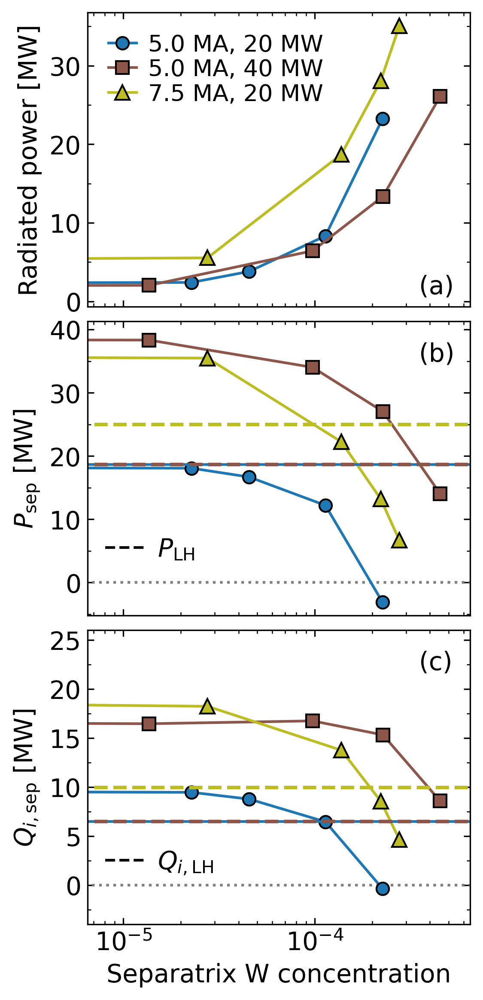 Radiated power [MW]
30
20
10
0
5.0 MA, 20 MW
5.0 MA, 40 MW
7.5 MA, 20 MW
(a)
P_sep [MW]
40
30
20
10
0
(b)
P_LH
Q_i, sep [MW]
25
20
15
10
5
0
(c)
Q_i, LH
10⁻⁵ 10⁻⁴
Separatrix W concentration